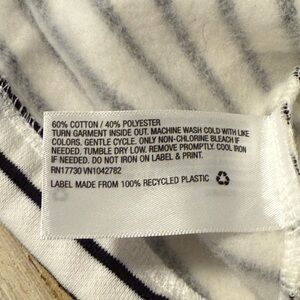 60% COTTON / 40% POLYESTER
TURN GARMENT INSIDE OUT. MACHINE WASH COLD WITH LIKE
COLORS. GENTLE CYCLE. ONLY NON-CHLORINE BLEACH IF
NEEDED. TUMBLE DRY LOW. REMOVE PROMPTLY. COOL IRON
IF NEEDED. DO NOT IRON ON LABEL & PRINT.
RN17730 VN1042782
LABEL MADE FROM 100% RECYCLED PLASTIC